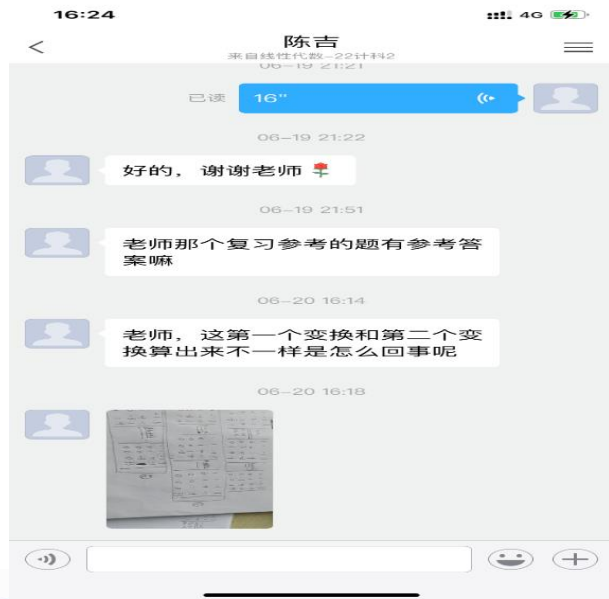 16:24
4G
陈吉
来自线性代数-22计科2
06-19 21:21
已读
16"
06-19 21:22
好的，谢谢老师
06-19 21:51
老师那个复习参考的题有参考答
案嘛
06-20 16:14
老师，这第一个变换和第二个变
换算出来不一样是怎么回事呢
06-20 16:18